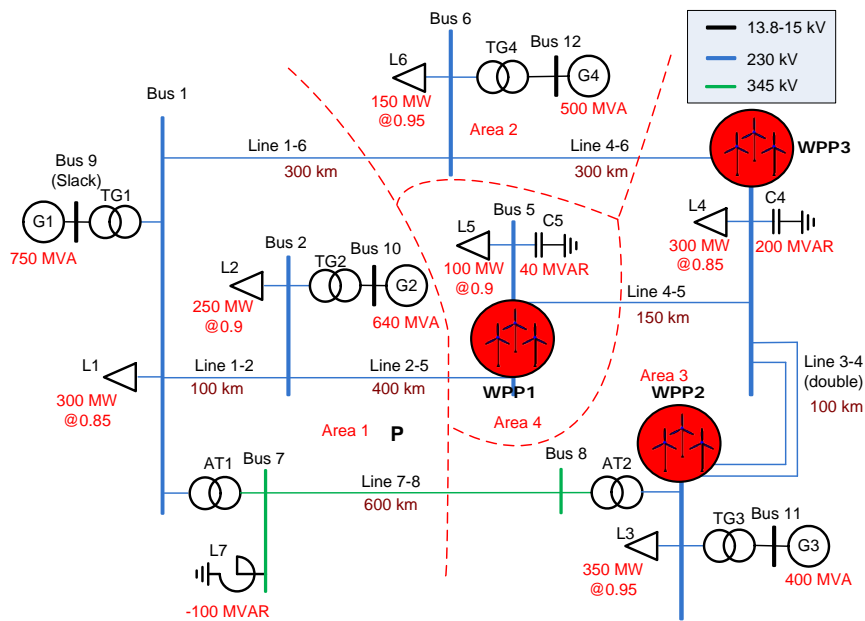 13.8-15 kV
230 kV
345 kV
Bus 6
L6
TG4
Bus 12
G4
150 MW
@0.95
500 MVA
Area 2
Bus 1
Line 1-6
300 km
Line 4-6
300 km
WPP3
Bus 9
(Slack)
TG1
G1
750 MVA
L4
C4
300 MW
@0.85
200 MVAR
Bus 5
L5
C5
100 MW
@0.9
40 MVAR
Bus 2
L2
TG2
Bus 10
G2
250 MW
@0.9
640 MVA
Line 4-5
150 km
L1
300 MW
@0.85
Line 1-2
100 km
Line 2-5
400 km
WPP1
Area 4
Area 3
WPP2
Line 3-4
(double)
100 km
Area 1
P
AT1
Bus 7
Line 7-8
600 km
Bus 8
AT2
L7
-100 MVAR
L3
TG3
Bus 11
G3
350 MW
@0.95
400 MVA